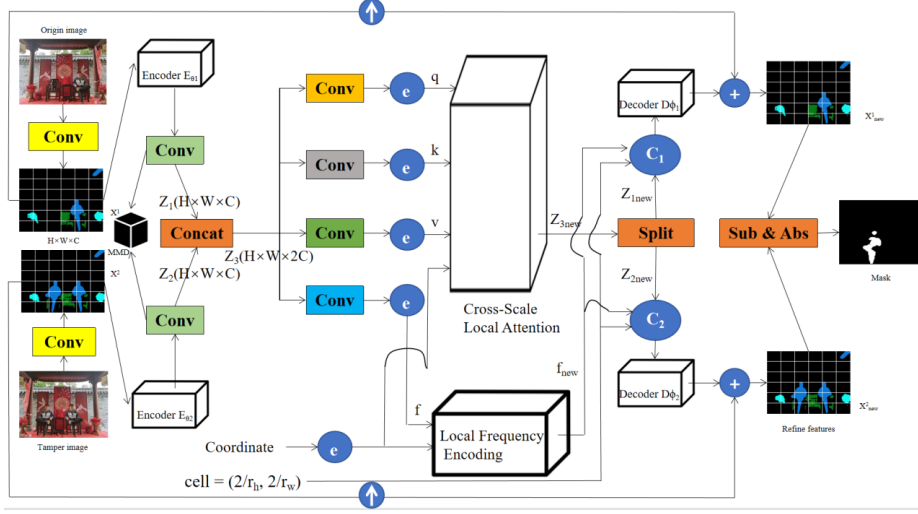 Origin image
Conv
H×W×C
X¹
MMD
X²
Conv
Tamper image
Encoder Eθ1
Conv
Z₁(H×W×C)
Concat
Z₂(H×W×C)
Conv
Encoder Eθ2
Z₃(H×W×2C)
Conv
e
q
Conv
e
k
Conv
e
v
Conv
e
f
Coordinate
e
cell = (2/rₕ, 2/r_w)
Cross-Scale
Local Attention
Local Frequency
Encoding
Z₃new
f_new
Decoder Dϕ₁
C₁
Z₁new
Split
Z₂new
C₂
Decoder Dϕ₂
+
X¹new
Sub & Abs
Mask
+
X²new
Refine features